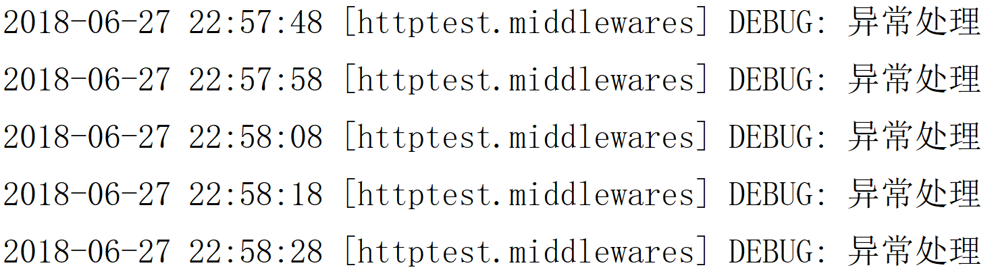 2018-06-27 22:57:48 [httptest.middlewares] DEBUG: 异常处理
2018-06-27 22:57:58 [httptest.middlewares] DEBUG: 异常处理
2018-06-27 22:58:08 [httptest.middlewares] DEBUG: 异常处理
2018-06-27 22:58:18 [httptest.middlewares] DEBUG: 异常处理
2018-06-27 22:58:28 [httptest.middlewares] DEBUG: 异常处理